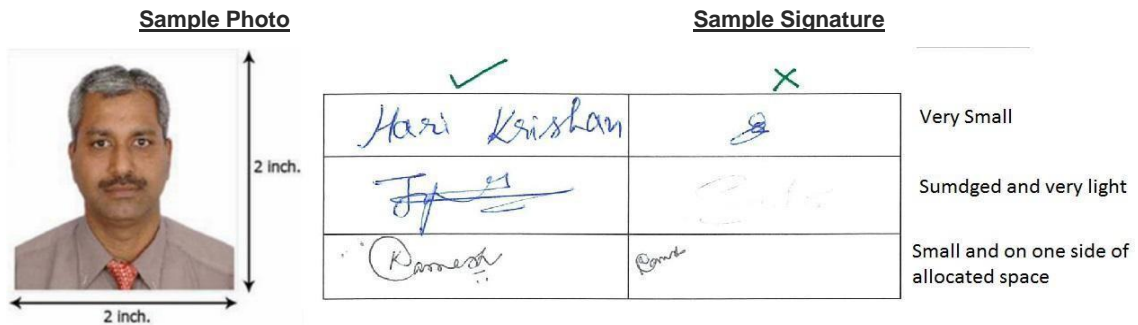 Sample Photo
Sample Signature
2 inch.
2 inch.
Hari Krishan
Very Small
Sumdged and very light
Ramesh
Small and on one side of
allocated space